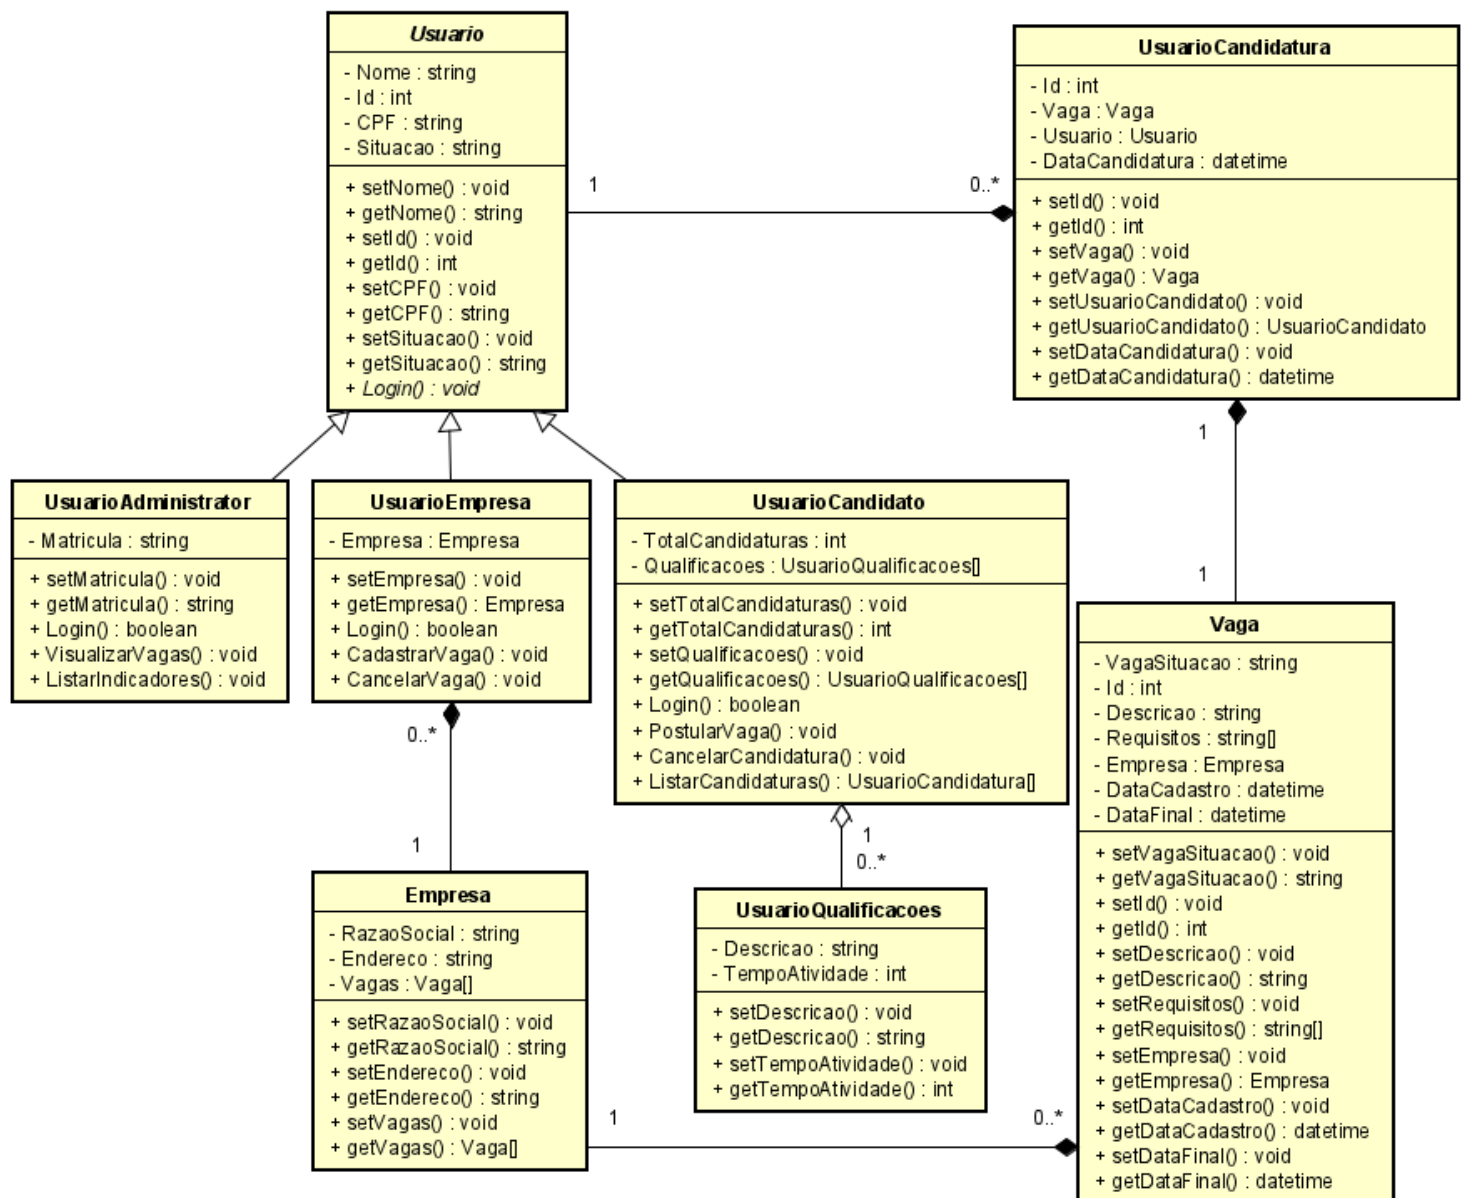 Usuario
- Nome : string
- Id : int
- CPF : string
- Situacao : string
+ setNome() : void
+ getNome() : string
+ setId() : void
+ getId() : int
+ setCPF() : void
+ getCPF() : string
+ setSituacao() : void
+ getSituacao() : string
+ Login() : void
1
0..*
UsuarioCandidatura
- Id : int
- Vaga : Vaga
- Usuario : Usuario
- DataCandidatura : datetime
+ setId() : void
+ getId() : int
+ setVaga() : void
+ getVaga() : Vaga
+ setUsuarioCandidato() : void
+ getUsuarioCandidato() : UsuarioCandidato
+ setDataCandidatura() : void
+ getDataCandidatura() : datetime
1
1
UsuarioAdministrator
- Matricula : string
+ setMatricula() : void
+ getMatricula() : string
+ Login() : boolean
+ VisualizarVagas() : void
+ ListarIndicadores() : void
UsuarioEmpresa
- Empresa : Empresa
+ setEmpresa() : void
+ getEmpresa() : Empresa
+ Login() : boolean
+ CadastrarVaga() : void
+ CancelarVaga() : void
0..*
1
UsuarioCandidato
- TotalCandidaturas : int
- Qualificacoes : UsuarioQualificacoes[]
+ setTotalCandidaturas() : void
+ getTotalCandidaturas() : int
+ setQualificacoes() : void
+ getQualificacoes() : UsuarioQualificacoes[]
+ Login() : boolean
+ PostularVaga() : void
+ CancelarCandidatura() : void
+ ListarCandidaturas() : UsuarioCandidatura[]
1
0..*
Vaga
- VagaSituacao : string
- Id : int
- Descricao : string
- Requisitos : string[]
- Empresa : Empresa
- DataCadastro : datetime
- DataFinal : datetime
+ setVagaSituacao() : void
+ getVagaSituacao() : string
+ setId() : void
+ getId() : int
+ setDescricao() : void
+ getDescricao() : string
+ setRequisitos() : void
+ getRequisitos() : string[]
+ setEmpresa() : void
+ getEmpresa() : Empresa
+ setDataCadastro() : void
+ getDataCadastro() : datetime
+ setDataFinal() : void
+ getDataFinal() : datetime
Empresa
- RazaoSocial : string
- Endereco : string
- Vagas : Vaga[]
+ setRazaoSocial() : void
+ getRazaoSocial() : string
+ setEndereco() : void
+ getEndereco() : string
+ setVagas() : void
+ getVagas() : Vaga[]
1
0..*
UsuarioQualificacoes
- Descricao : string
- TempoAtividade : int
+ setDescricao() : void
+ getDescricao() : string
+ setTempoAtividade() : void
+ getTempoAtividade() : int